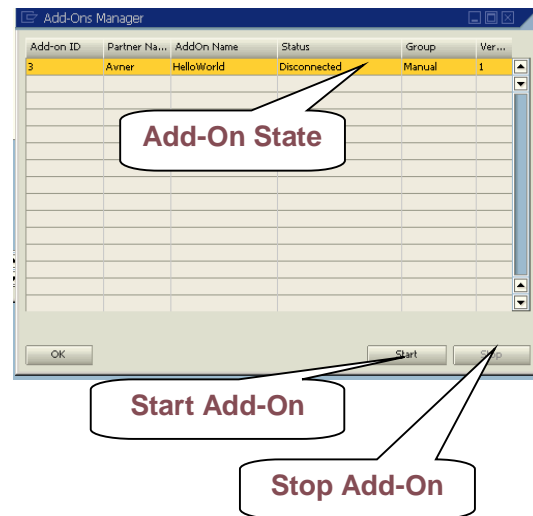 Add-Ons Manager
Add-on ID Partner Na... AddOn Name Status Group Ver...
3 Avner HelloWorld Disconnected Manual 1
Add-On State
OK Start Stop
Start Add-On
Stop Add-On